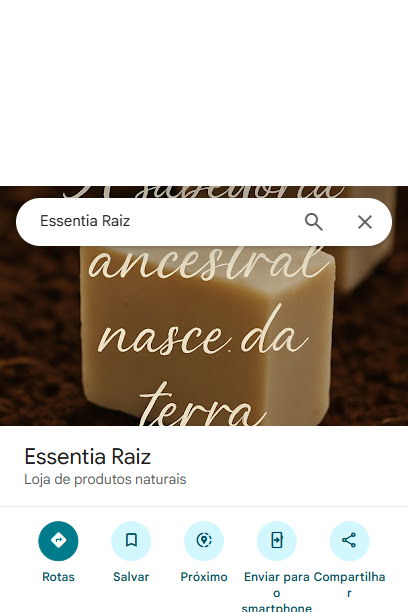 A sabedoria
Essentia Raiz
ancestral
nasce da
terra
Essentia Raiz
Loja de produtos naturais
Rotas
Salvar
Próximo
Enviar para
o
smartphone
Compartilha
r